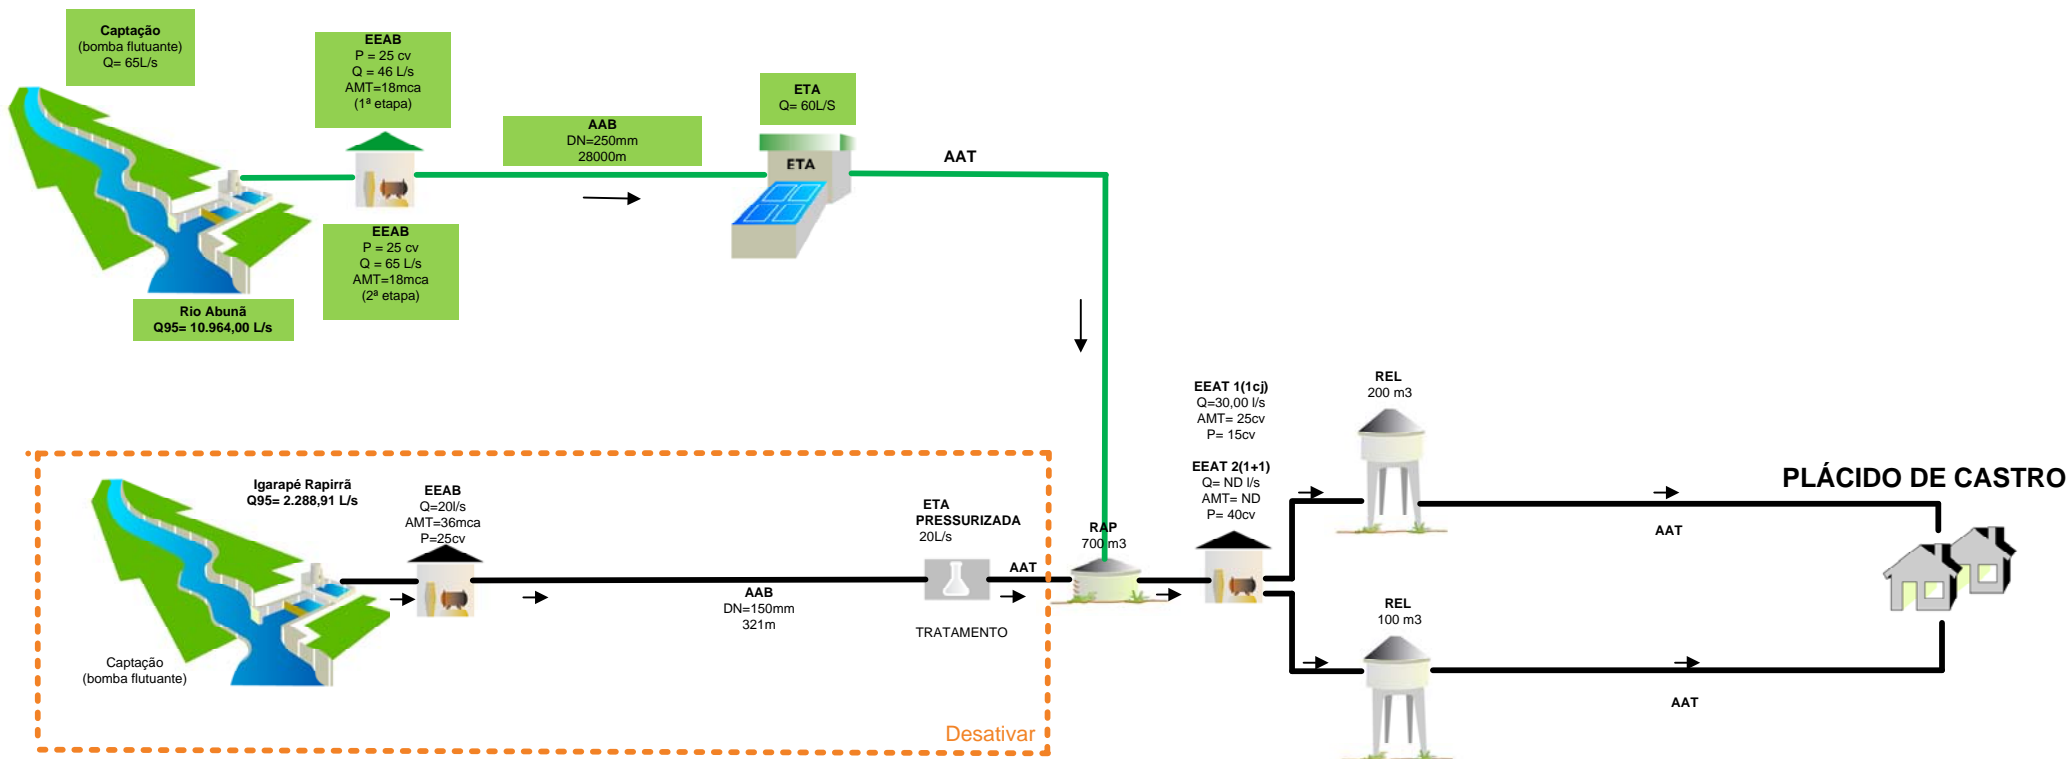 Captação
(bomba flutuante)
Q= 65L/s
EEAB
P = 25 cv
Q = 46 L/s
AMT=18mca
(1ª etapa)
AAB
DN=250mm
28000m
ETA
Q= 60L/S
ETA
AAT
EEAB
P = 25 cv
Q = 65 L/s
AMT=18mca
(2ª etapa)
Rio Abunã
Q95= 10.964,00 L/s
Igarapé Rapirrã
Q95= 2.288,91 L/s
EEAB
Q=20l/s
AMT=36mca
P=25cv
Captação
(bomba flutuante)
AAB
DN=150mm
321m
ETA
PRESSURIZADA
20L/s
TRATAMENTO
AAT
Desativar
RAP
700 m3
EEAT 1(1cj)
Q=30,00 l/s
AMT= 25cv
P= 15cv
EEAT 2(1+1)
Q= ND l/s
AMT= ND
P= 40cv
REL
200 m3
AAT
REL
100 m3
AAT
PLÁCIDO DE CASTRO